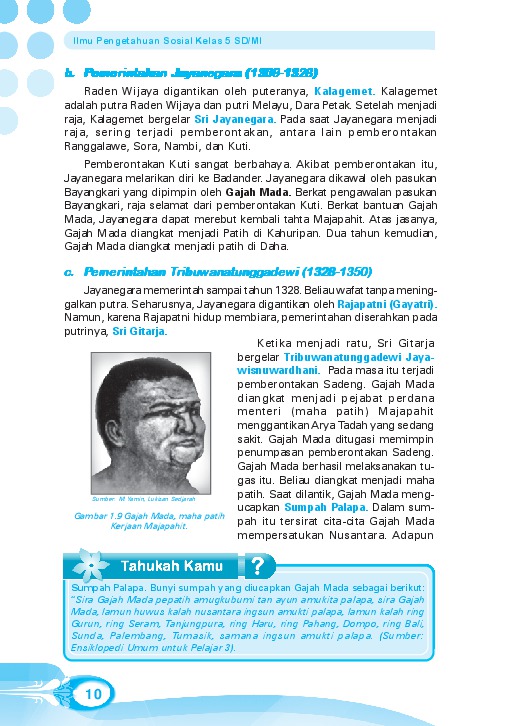 Ilmu Pengetahuan Sosial Kelas 5 SD/MI
b. Pemerintahan Jayanegara (1309-1328)
Raden Wijaya digantikan oleh puteranya, Kalagemet. Kalagemet
adalah putra Raden Wijaya dan putri Melayu, Dara Petak. Setelah menjadi
raja, Kalagemet bergelar Sri Jayanegara. Pada saat Jayanegara menjadi
raja, sering terjadi pemberontakan, antara lain pemberontakan
Ranggalawe, Sora, Nambi, dan Kuti.
Pemberontakan Kuti sangat berbahaya. Akibat pemberontakan itu,
Jayanegara melarikan diri ke Badander. Jayanegara dikawal oleh pasukan
Bayangkari yang dipimpin oleh Gajah Mada. Berkat pengawalan pasukan
Bayangkari, raja selamat dari pemberontakan Kuti. Berkat bantuan Gajah
Mada, Jayanegara dapat merebut kembali tahta Majapahit. Atas jasanya,
Gajah Mada diangkat menjadi Patih di Kahuripan. Dua tahun kemudian,
Gajah Mada diangkat menjadi patih di Daha.
c. Pemerintahan Tribuwanatunggadewi (1328-1350)
Jayanegara memerintah sampai tahun 1328. Beliau wafat tanpa mening-
galkan putra. Seharusnya, Jayanegara digantikan oleh Rajapatni (Gayatri).
Namun, karena Rajapatni hidup membiara, pemerintahan diserahkan pada
putrinya, Sri Gitarja.
Ketika menjadi ratu, Sri Gitarja
bergelar Tribuwanatunggadewi Jaya-
wisnuwardhani. Pada masa itu terjadi
pemberontakan Sadeng. Gajah Mada
diangkat menjadi pejabat perdana
menteri (maha patih) Majapahit
menggantikan Arya Tadah yang sedang
sakit. Gajah Mada ditugasi memimpin
penumpasan pemberontakan Sadeng.
Gajah Mada berhasil melaksanakan tu-
gas itu. Beliau diangkat menjadi maha
patih. Saat dilantik, Gajah Mada meng-
ucapkan Sumpah Palapa. Dalam sum-
pah itu tersirat cita-cita Gajah Mada
mempersatukan Nusantara. Adapun
Sumber: M.Yamin, Lukisan Sedjarah
Gambar 1.9 Gajah Mada, maha patih
Kerjaan Majapahit.
Tahukah Kamu ?
Sumpah Palapa. Bunyi sumpah yang diucapkan Gajah Mada sebagai berikut:
"Sira Gajah Mada pepatih amugkubumi tan ayun amukita palapa, sira Gajah
Mada, lamun huwus kalah nusantara ingsun amukti palapa, lamun kalah ring
Gurun, ring Seram, Tanjungpura, ring Haru, ring Pahang, Dompo, ring Bali,
Sunda, Palembang, Tumasik, samana ingsun amukti palapa. (Sumber:
Ensiklopedi Umum untuk Pelajar 3).
10